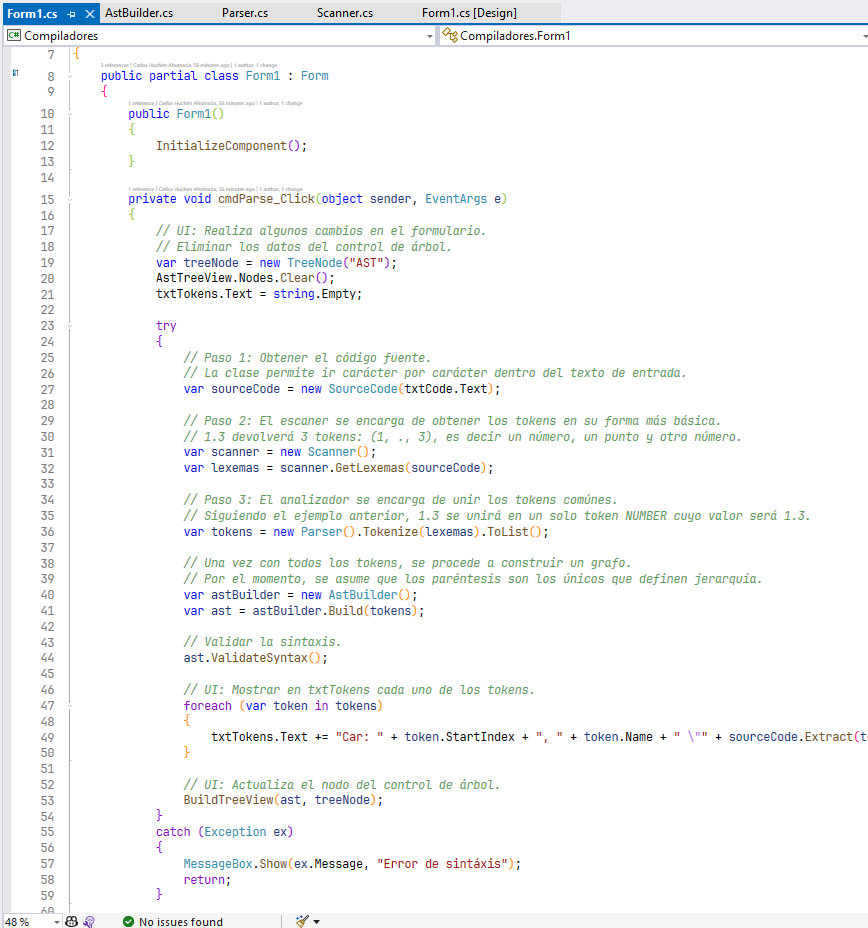 Form1.cs AstBuilder.cs Parser.cs Scanner.cs Form1.cs [Design]
C# Compiladores Compiladores.Form1
7 {
3 references | Carlos Huchim Ahumada, 56 minutes ago | 1 author, 1 change
8 public partial class Form1 : Form
9 {
1 reference | Carlos Huchim Ahumada, 56 minutes ago | 1 author, 1 change
10 public Form1()
11 {
12 InitializeComponent();
13 }
14
1 reference | Carlos Huchim Ahumada, 56 minutes ago | 1 author, 1 change
15 private void cmdParse_Click(object sender, EventArgs e)
16 {
17 // UI: Realiza algunos cambios en el formulario.
18 // Eliminar los datos del control de árbol.
19 var treeNode = new TreeNode("AST");
20 AstTreeView.Nodes.Clear();
21 txtTokens.Text = string.Empty;
22
23 try
24 {
25 // Paso 1: Obtener el código fuente.
26 // La clase permite ir carácter por carácter dentro del texto de entrada.
27 var sourceCode = new SourceCode(txtCode.Text);
28
29 // Paso 2: El escaner se encarga de obtener los tokens en su forma más básica.
30 // 1.3 devolverá 3 tokens: (1, ., 3), es decir un número, un punto y otro número.
31 var scanner = new Scanner();
32 var lexemas = scanner.GetLexemas(sourceCode);
33
34 // Paso 3: El analizador se encarga de unir los tokens comúnes.
35 // Siguiendo el ejemplo anterior, 1.3 se unirá en un solo token NUMBER cuyo valor será 1.3.
36 var tokens = new Parser().Tokenize(lexemas).ToList();
37
38 // Una vez con todos los tokens, se procede a construir un grafo.
39 // Por el momento, se asume que los paréntesis son los únicos que definen jerarquía.
40 var astBuilder = new AstBuilder();
41 var ast = astBuilder.Build(tokens);
42
43 // Validar la sintaxis.
44 ast.ValidateSyntax();
45
46 // UI: Mostrar en txtTokens cada uno de los tokens.
47 foreach (var token in tokens)
48 {
49 txtTokens.Text += "Car: " + token.StartIndex + ", " + token.Name + " \"" + sourceCode.Extract(t
50 }
51
52 // UI: Actualiza el nodo del control de árbol.
53 BuildTreeView(ast, treeNode);
54 }
55 catch (Exception ex)
56 {
57 MessageBox.Show(ex.Message, "Error de sintáxis");
58 return;
59 }
60
48 % No issues found